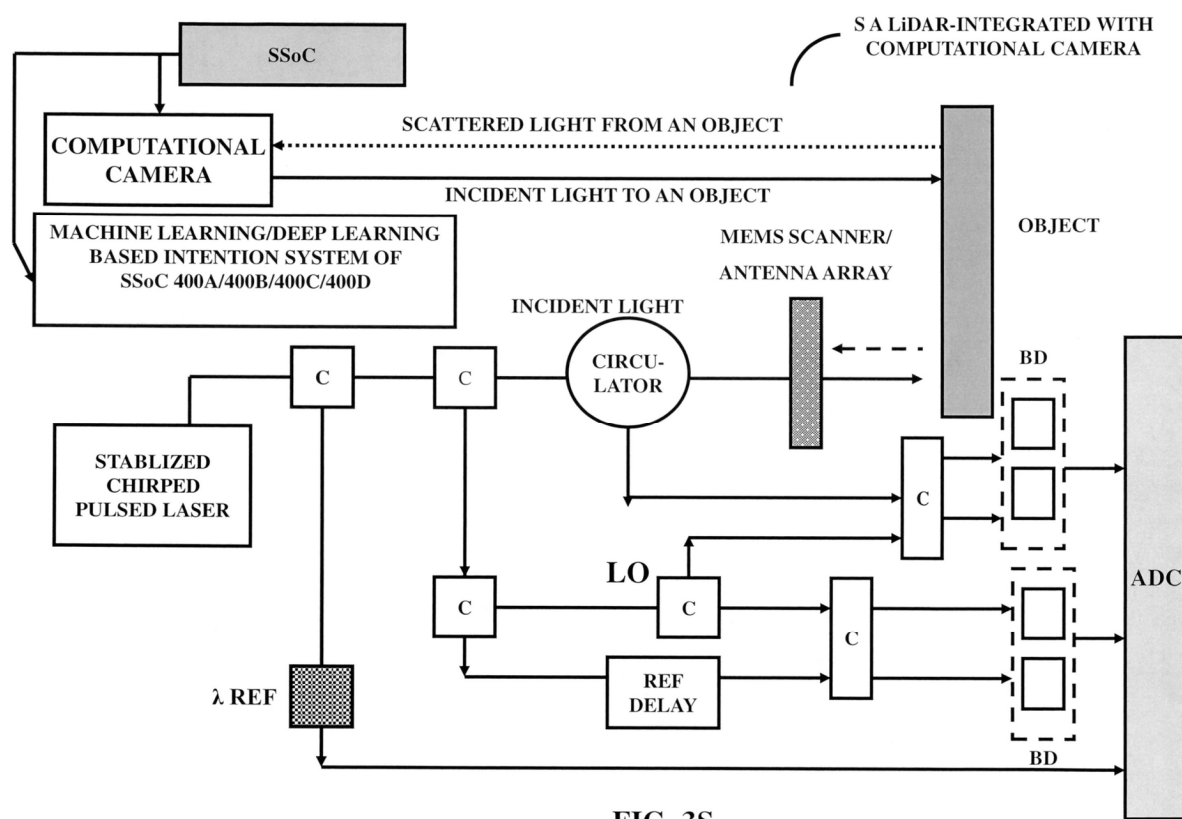 S A LiDAR-INTEGRATED WITH
COMPUTATIONAL CAMERA
SSoC
SCATTERED LIGHT FROM AN OBJECT
COMPUTATIONAL
CAMERA
INCIDENT LIGHT TO AN OBJECT
MACHINE LEARNING/DEEP LEARNING
BASED INTENTION SYSTEM OF
SSoC 400A/400B/400C/400D
MEMS SCANNER/
ANTENNA ARRAY
OBJECT
INCIDENT LIGHT
CIRCU-
LATOR
C
C
BD
STABLIZED
CHIRPED
PULSED LASER
C
LO
C
C
C
ADC
REF
DELAY
λ REF
BD
FIG. 3S